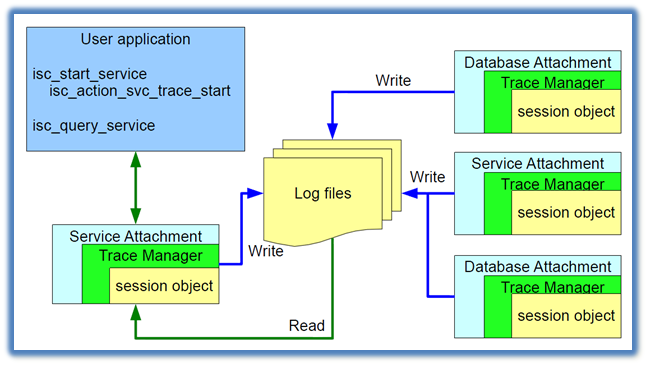 User application
isc_start_service
isc_action_svc_trace_start
isc_query_service
Service Attachment
Trace Manager
session object
Write
Read
Log files
Write
Write
Database Attachment
Trace Manager
session object
Service Attachment
Trace Manager
session object
Database Attachment
Trace Manager
session object